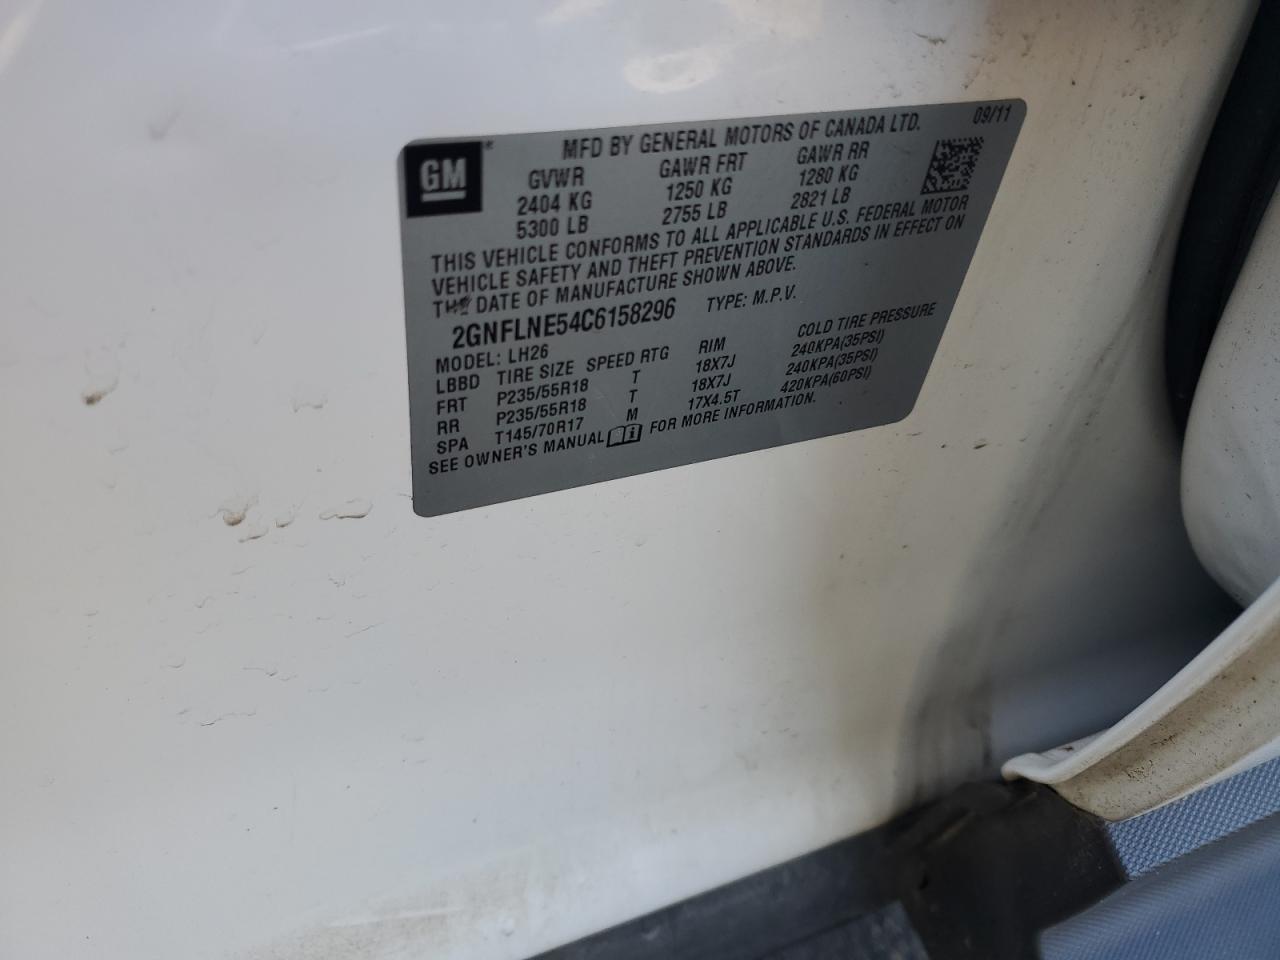 09/11
GM
MFD BY GENERAL MOTORS OF CANADA LTD.
GVWR GAWR FRT GAWR RR
2404 KG 1250 KG 1280 KG
5300 LB 2755 LB 2821 LB
THIS VEHICLE CONFORMS TO ALL APPLICABLE U.S. FEDERAL MOTOR
VEHICLE SAFETY AND THEFT PREVENTION STANDARDS IN EFFECT ON
THE DATE OF MANUFACTURE SHOWN ABOVE.
2GNFLNE54C6158296 TYPE: M.P.V.
MODEL: LH26
LBBD TIRE SIZE SPEED RTG RIM COLD TIRE PRESSURE
FRT P235/55R18 T 18X7J 240KPA(35PSI)
RR P235/55R18 T 18X7J 240KPA(35PSI)
SPA T145/70R17 M 17X4.5T 420KPA(60PSI)
SEE OWNER'S MANUAL FOR MORE INFORMATION.